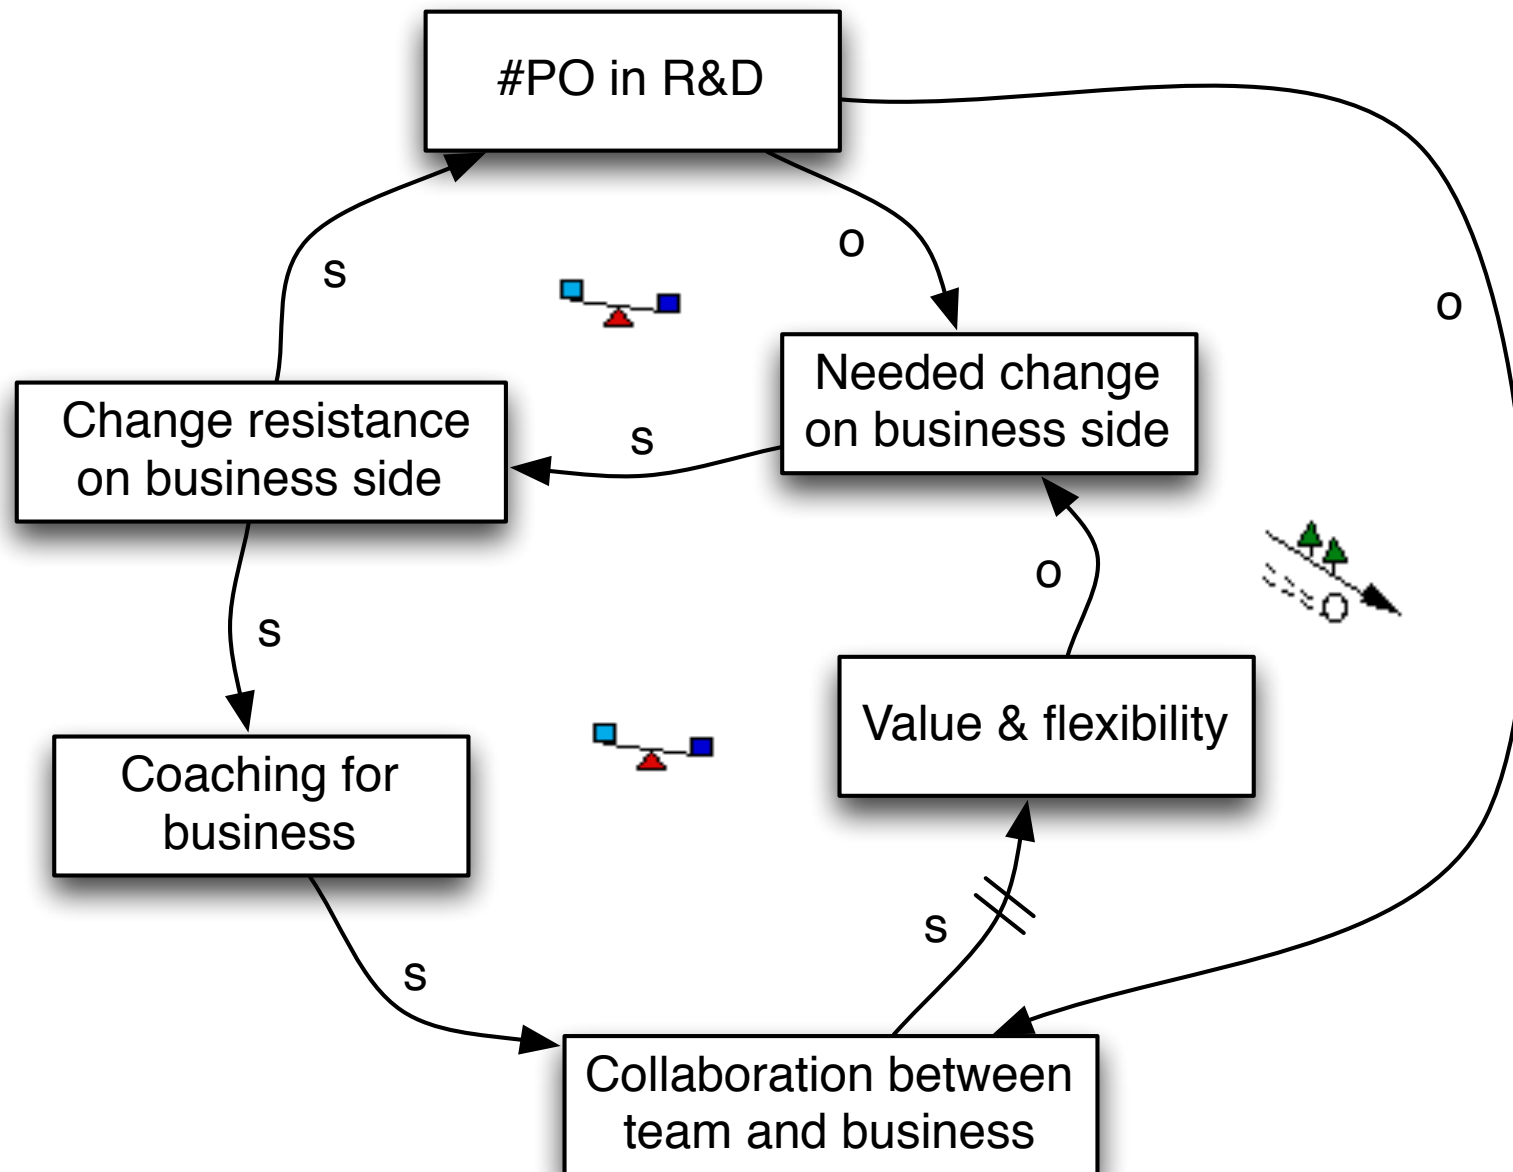 #PO in R&D
o
s
o
Needed change
on business side
Change resistance
on business side
s
o
s
Value & flexibility
Coaching for
business
s
s
Collaboration between
team and business